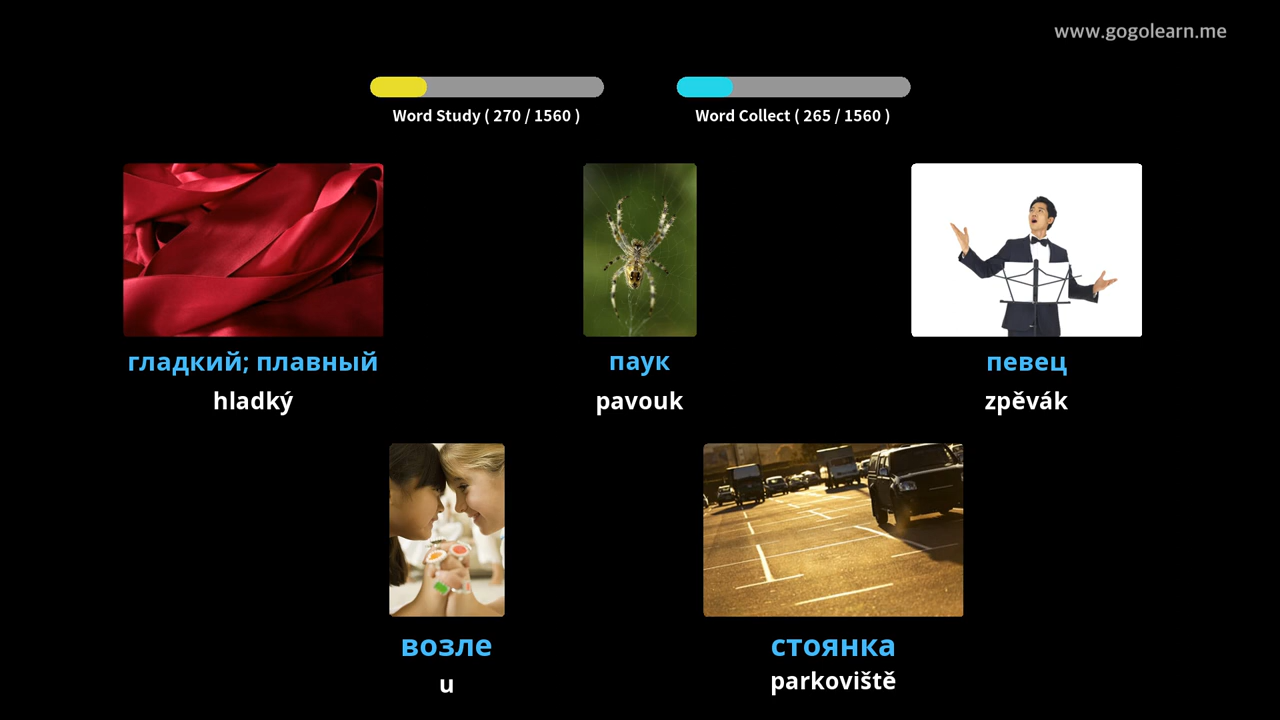 www.gogolearn.me
Word Study ( 270 / 1560 )
Word Collect ( 265 / 1560 )
гладкий; плавный
hladký
паук
pavouk
певец
zpěvák
возле
u
стоянка
parkoviště